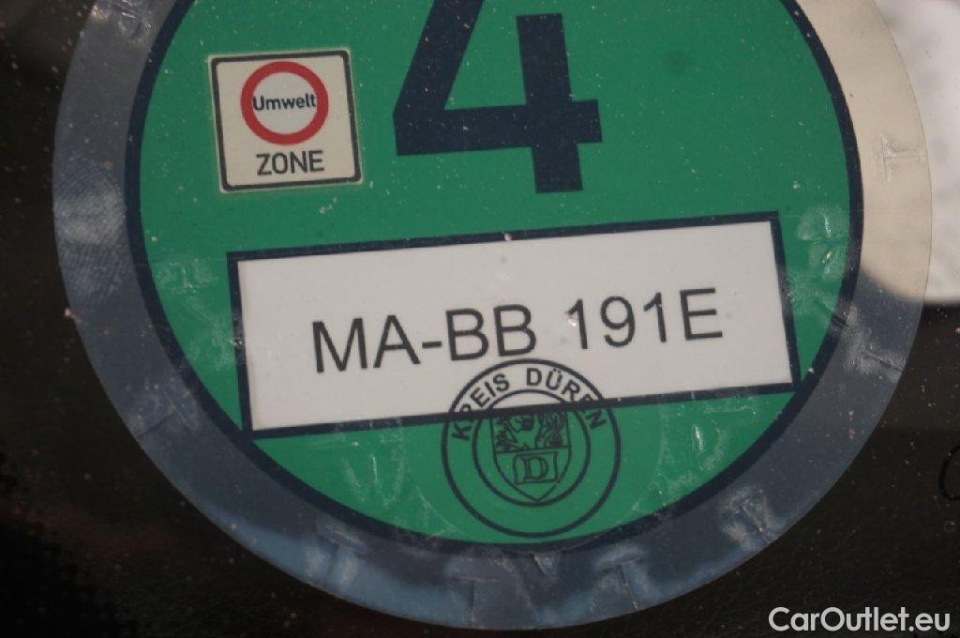 4
Umwelt
ZONE
MA-BB 191E
KREIS DÜREN
D
CarOutlet.eu